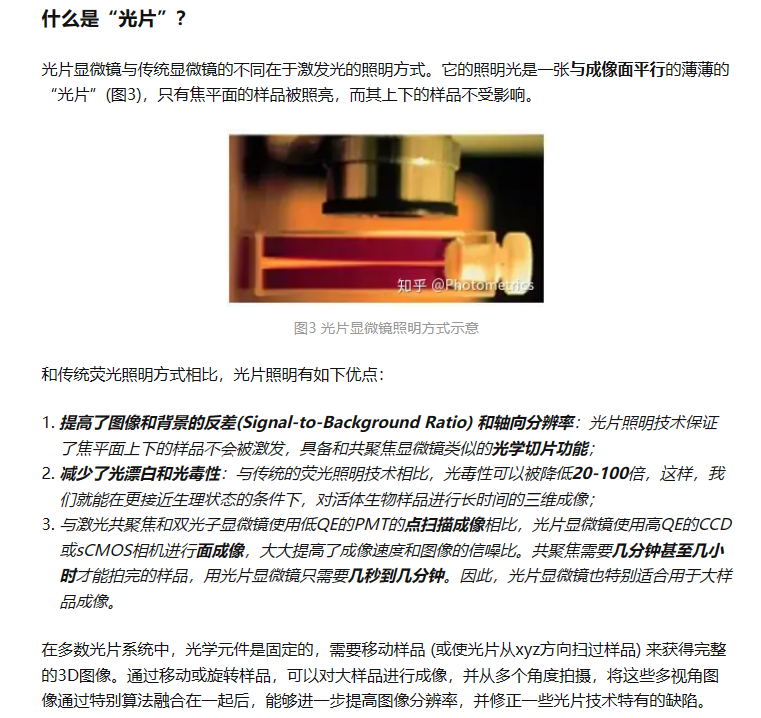 什么是“光片”？
光片显微镜与传统显微镜的不同在于激发光的照明方式。它的照明光是一张与成像面平行的薄薄的
“光片”(图3)，只有焦平面的样品被照亮，而其上下的样品不受影响。
知乎 @Photometrics
图3 光片显微镜照明方式示意
和传统荧光照明方式相比，光片照明有如下优点：
1. 提高了图像和背景的反差(Signal-to-Background Ratio) 和轴向分辨率：光片照明技术保证
了焦平面上下的样品不会被激发，具备和共聚焦显微镜类似的光学切片功能；
2. 减少了光漂白和光毒性：与传统的荧光照明技术相比，光毒性可以被降低20-100倍，这样，我
们就能在更接近生理状态的条件下，对活体生物样品进行长时间的三维成像；
3. 与激光共聚焦和双光子显微镜使用低QE的PMT的点扫描成像相比，光片显微镜使用高QE的CCD
或sCMOS相机进行面成像，大大提高了成像速度和图像的信噪比。共聚焦需要几分钟甚至几小
时才能拍完的样品，用光片显微镜只需要几秒到几分钟。因此，光片显微镜也特别适合用于大样
品成像。
在多数光片系统中，光学元件是固定的，需要移动样品 (或使光片从xyz方向扫过样品) 来获得完整
的3D图像。通过移动或旋转样品，可以对大样品进行成像，并从多个角度拍摄，将这些多视角图
像通过特别算法融合在一起后，能够进一步提高图像分辨率，并修正一些光片技术特有的缺陷。